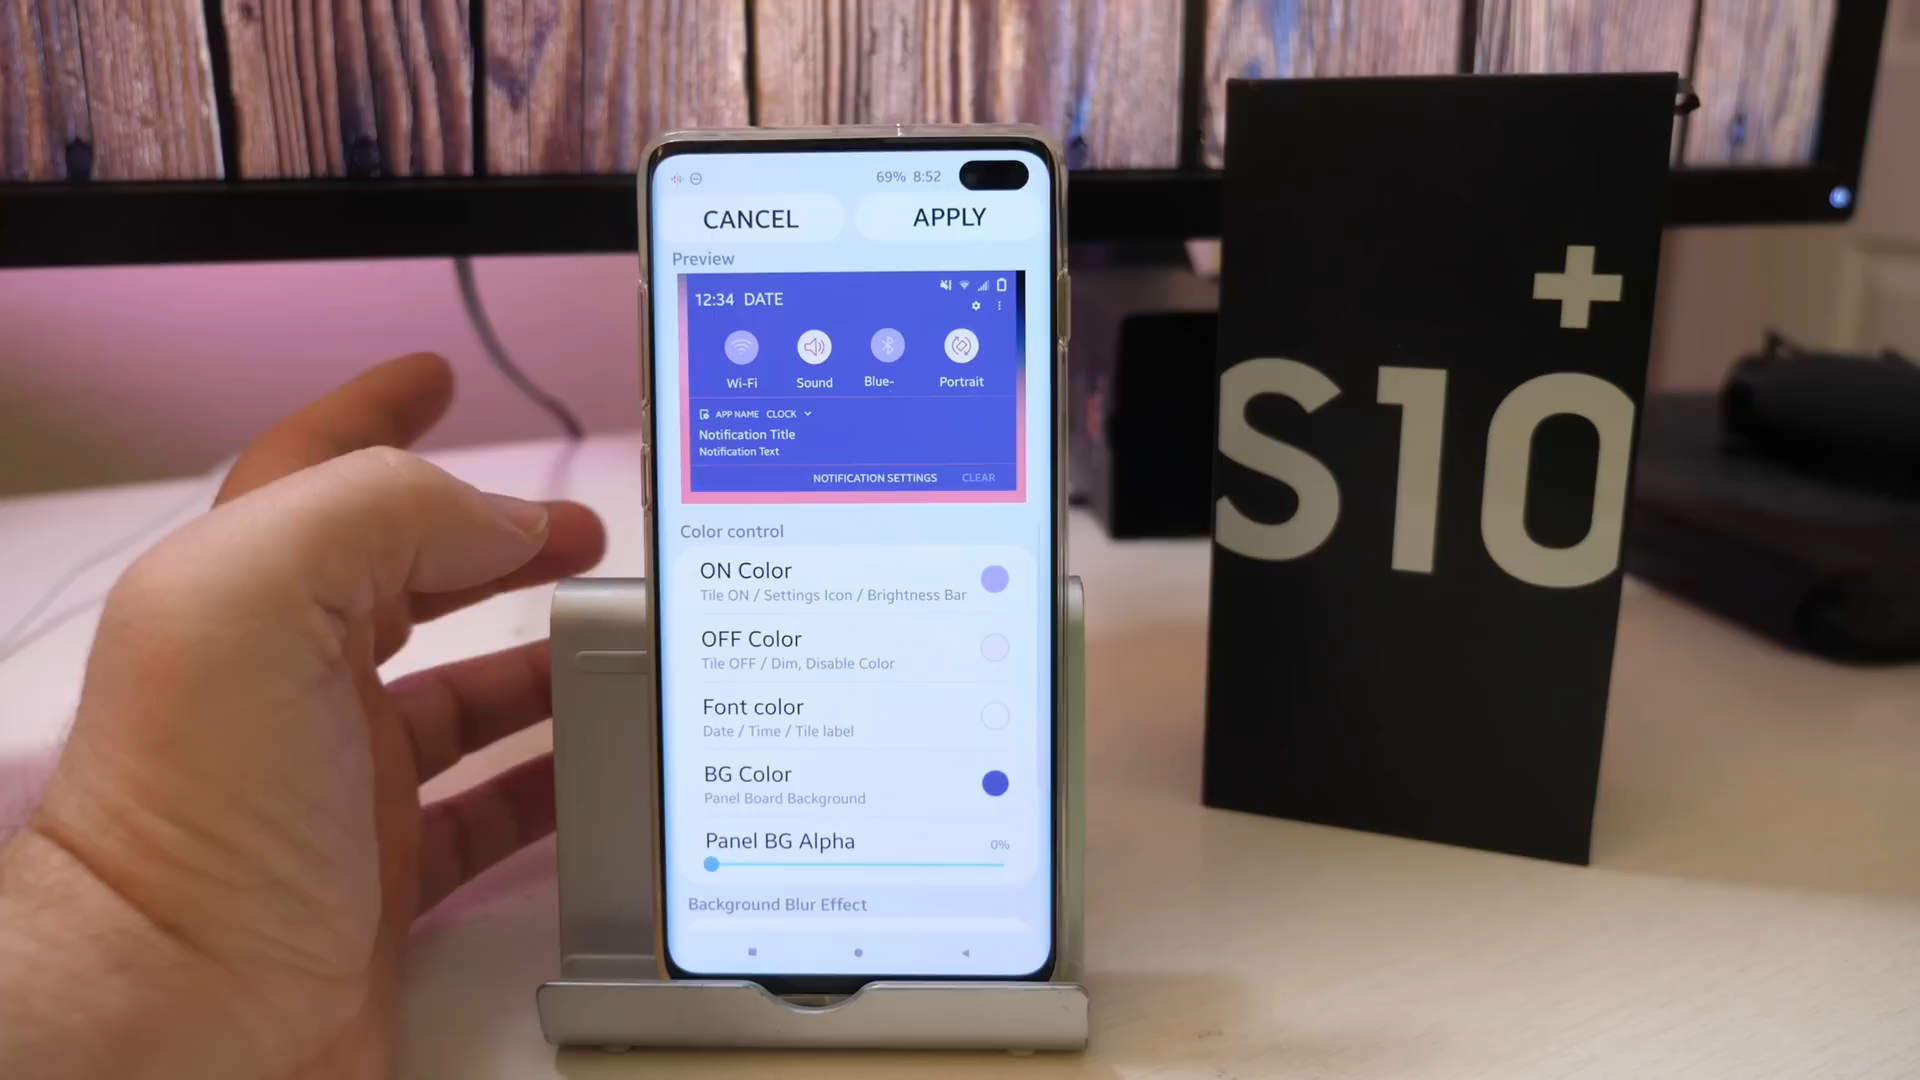 69% 8:52
CANCEL APPLY
Preview
12:34 DATE
Wi-Fi Sound Blue- Portrait
APP NAME CLOCK
Notification Title
Notification Text
NOTIFICATION SETTINGS CLEAR
Color control
ON Color
Tile ON / Settings Icon / Brightness Bar
OFF Color
Tile OFF / Dim, Disable Color
Font color
Date / Time / Tile label
BG Color
Panel Board Background
Panel BG Alpha 0%
Background Blur Effect
S10+